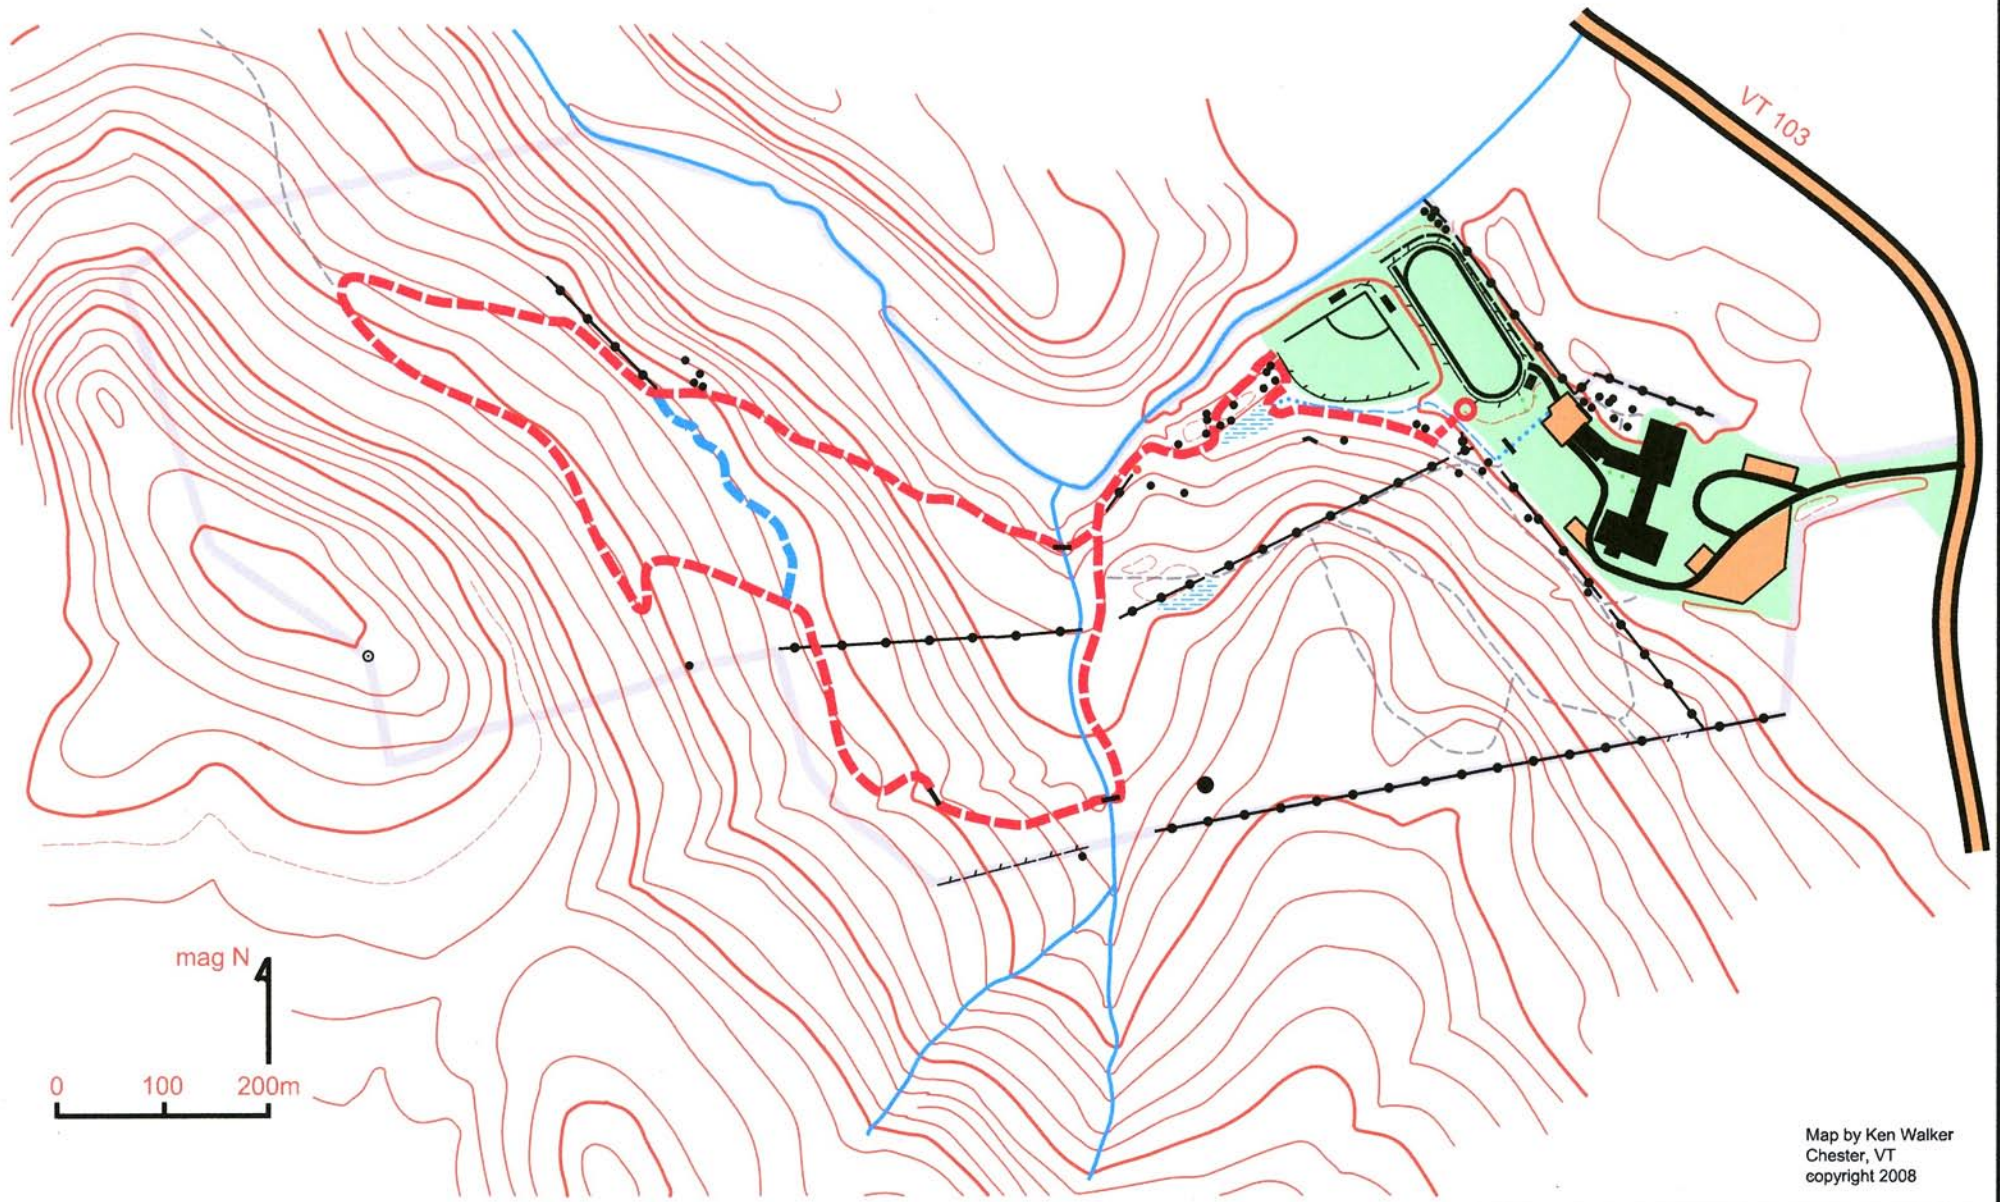 VT 103
mag N
0 100 200m
Map by Ken Walker
Chester, VT
copyright 2008